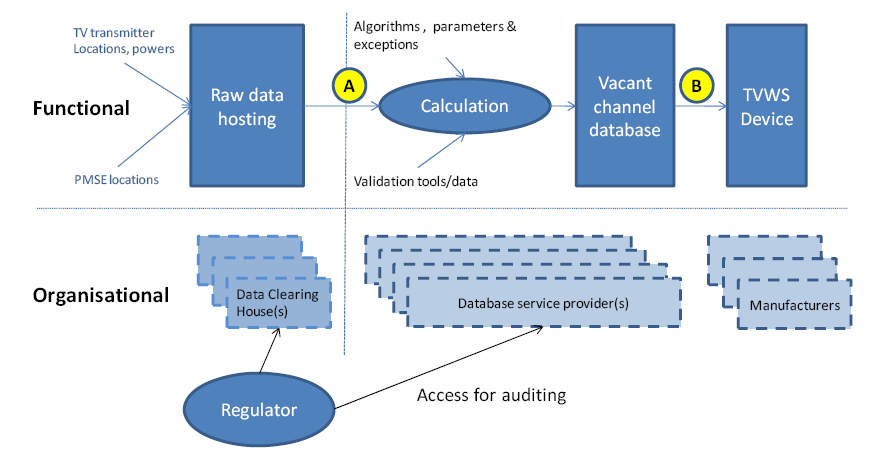 TV transmitter
Locations, powers
Algorithms , parameters &
exceptions
Functional
Raw data
hosting
A
Calculation
Vacant
channel
database
B
TVWS
Device
PMSE locations
Validation tools/data
Organisational
Data Clearing
House(s)
Database service provider(s)
Manufacturers
Regulator
Access for auditing